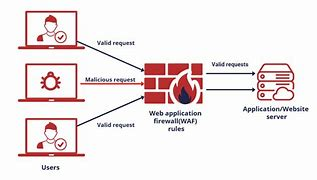 Valid request
Malicious request
Valid request
Users
Web application
firewall(WAF)
rules
Valid requests
Application/Website
server